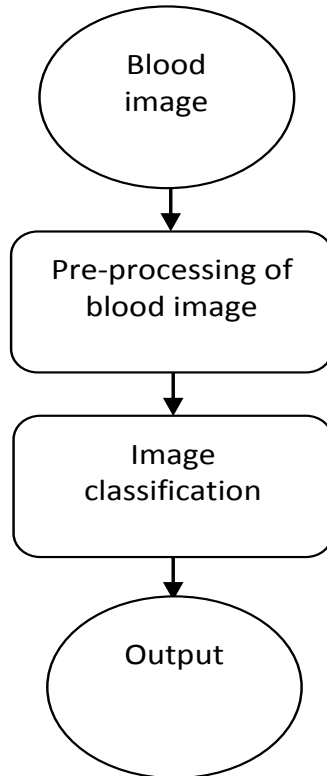 Blood
image
Pre-processing of
blood image
Image
classification
Output